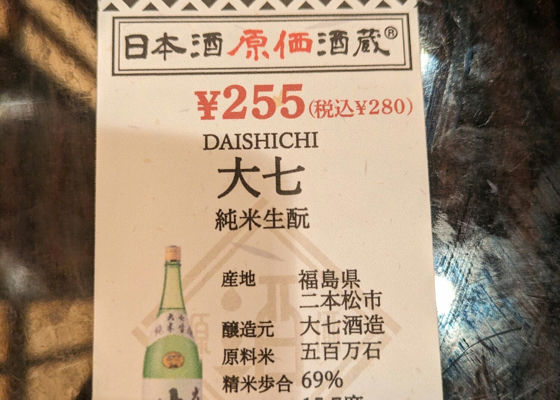 日本酒原価酒蔵®
¥255(税込¥280)
DAISHICHI
大七
純米生酛
産地 福島県
二本松市
醸造元 大七酒造
原料米 五百万石
精米歩合 69%